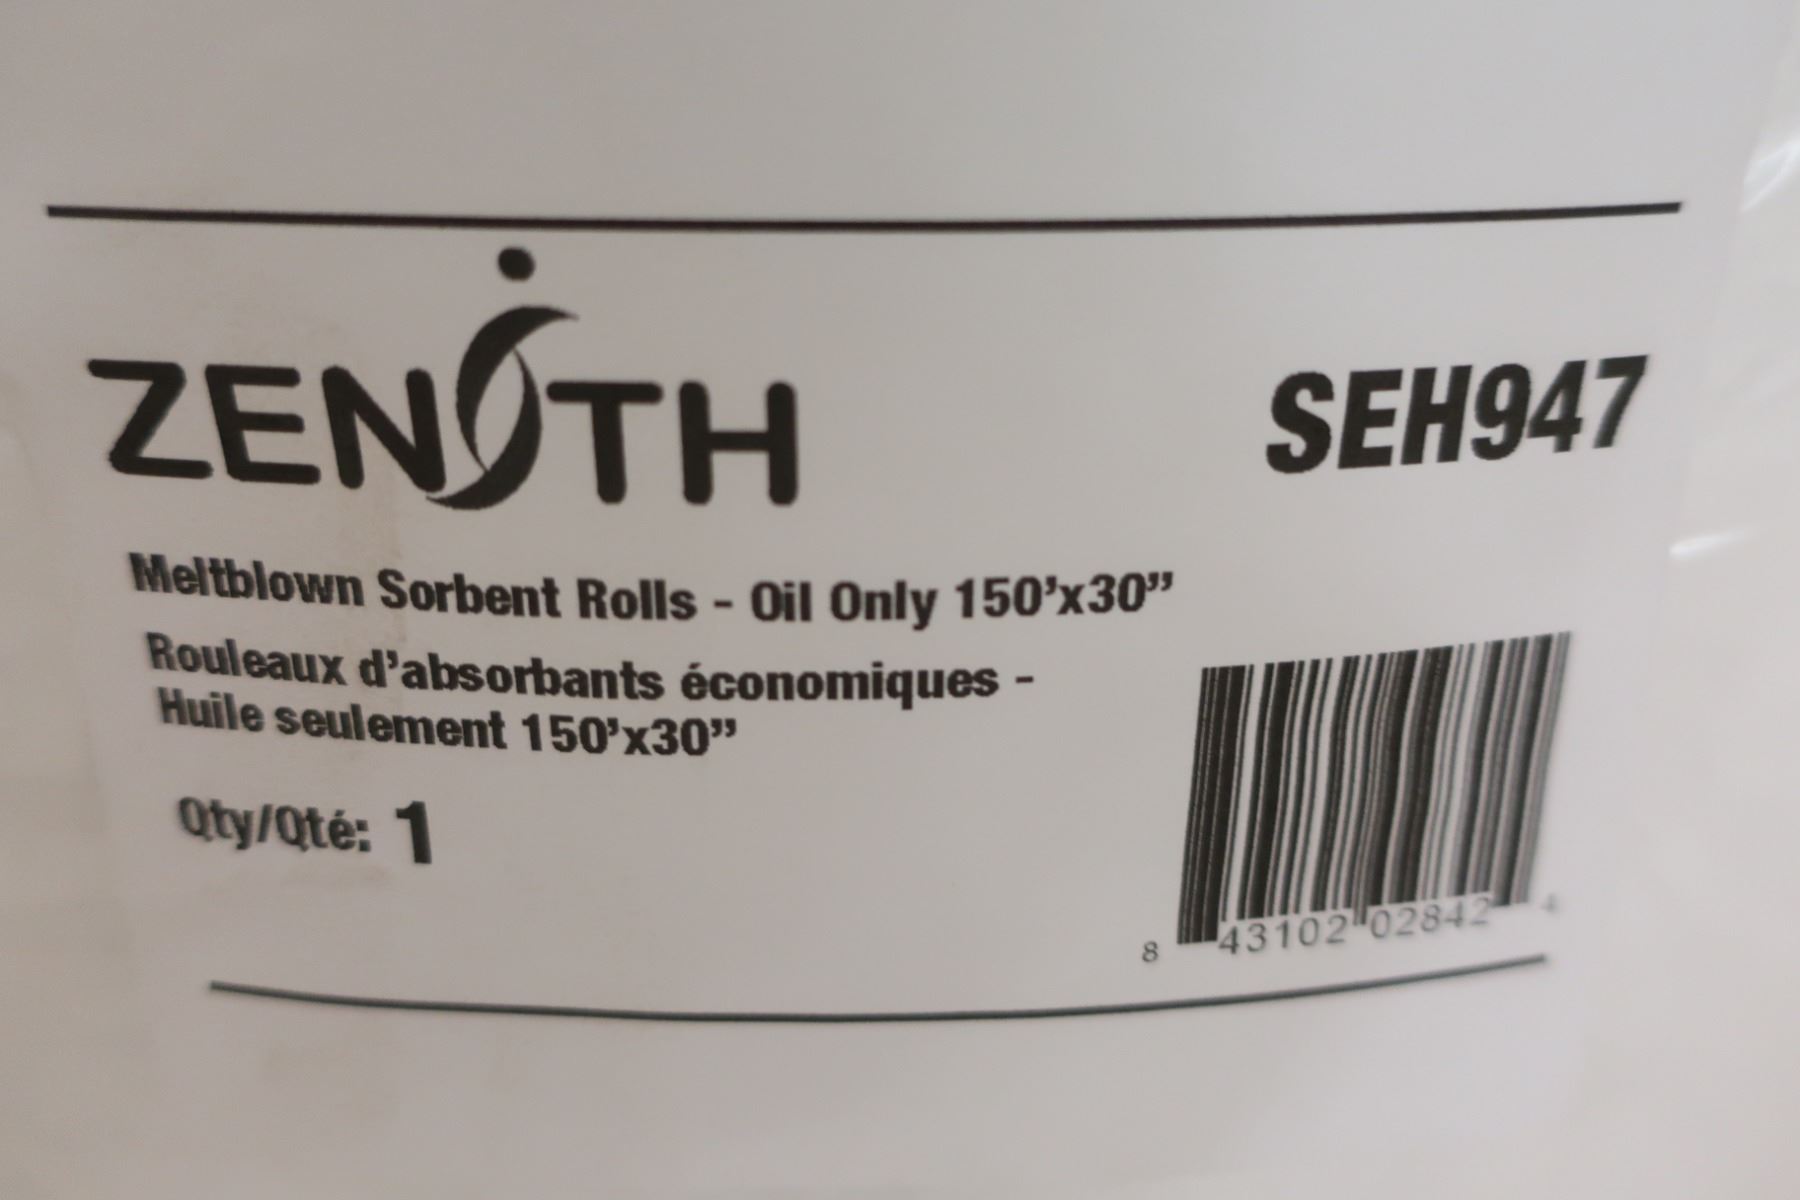 ZENITH
SEH947
Meltblown Sorbent Rolls - Oil Only 150’x30”
Rouleaux d’absorbants économiques -
Huile seulement 150’x30”
Qty/Qté: 1
8 43102 02842 4